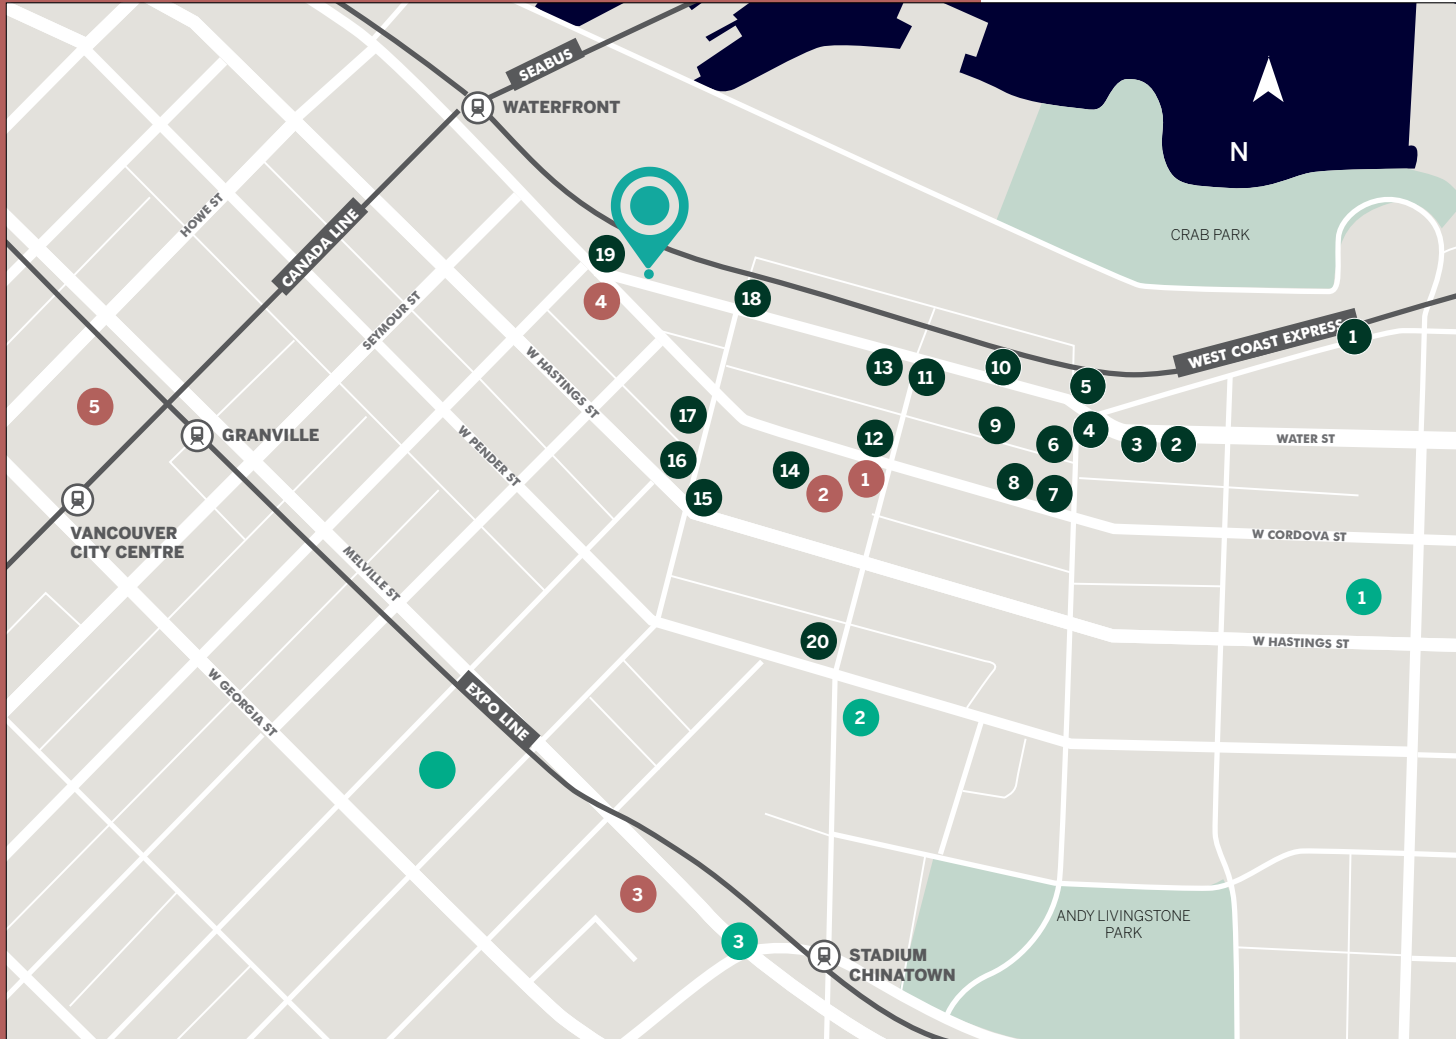 SEABUS
WATERFRONT
N
HOWE ST
CANADA LINE
CRAB PARK
19
4
18
SEYMOUR ST
WEST COAST EXPRESS
1
W HASTINGS ST
13
11
10
5
5
17
9
4
GRANVILLE
W PENDER ST
12
6
3
2
WATER ST
16
14
2
1
8
7
15
VANCOUVER
CITY CENTRE
W CORDOVA ST
MELVILLE ST
1
20
W HASTINGS ST
W GEORGIA ST
EXPO LINE
2
3
3
ANDY LIVINGSTONE
PARK
STADIUM
CHINATOWN